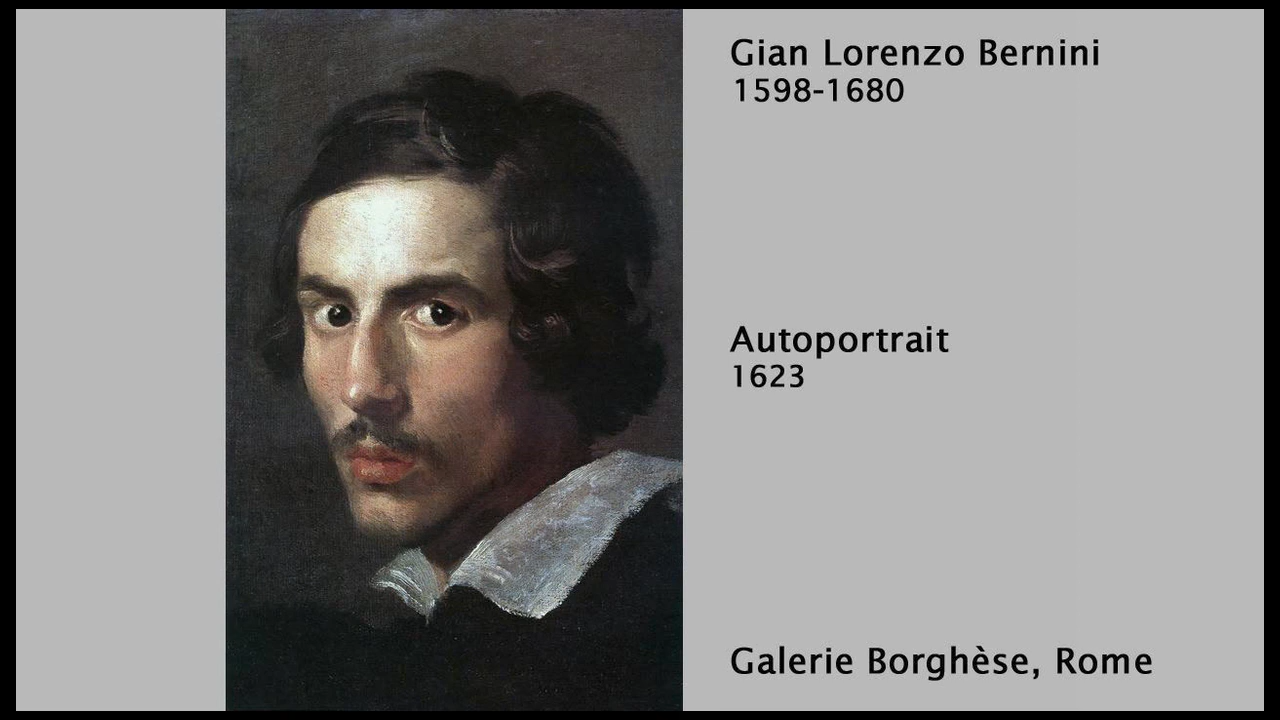 Gian Lorenzo Bernini
1598-1680
Autoportrait
1623
Galerie Borghèse, Rome